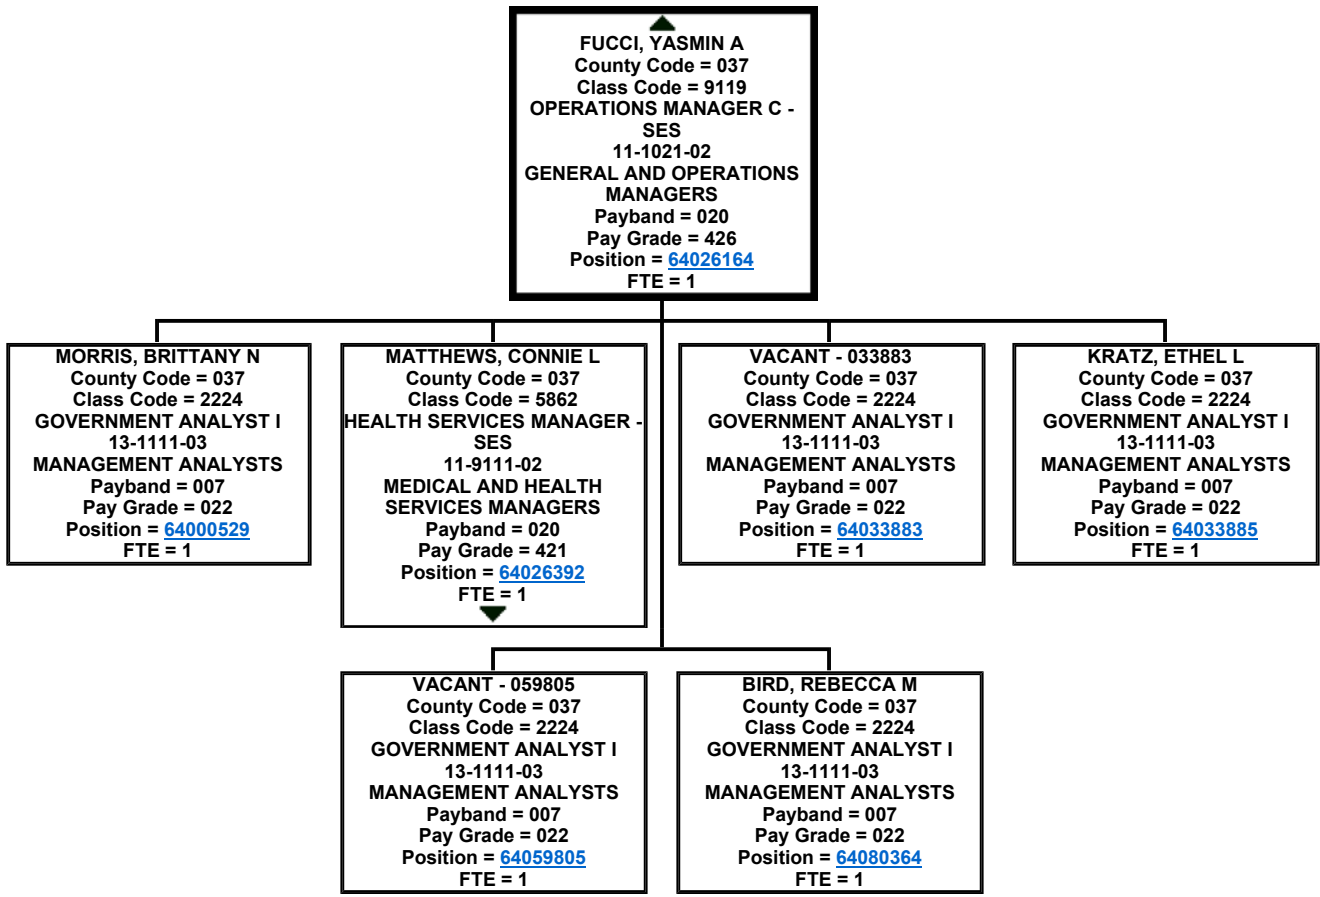 FUCCI, YASMIN A
County Code = 037
Class Code = 9119
OPERATIONS MANAGER C -
SES
11-1021-02
GENERAL AND OPERATIONS
MANAGERS
Payband = 020
Pay Grade = 426
Position = 64026164
FTE = 1
MORRIS, BRITTANY N
County Code = 037
Class Code = 2224
GOVERNMENT ANALYST I
13-1111-03
MANAGEMENT ANALYSTS
Payband = 007
Pay Grade = 022
Position = 64000529
FTE = 1
MATTHEWS, CONNIE L
County Code = 037
Class Code = 5862
HEALTH SERVICES MANAGER -
SES
11-9111-02
MEDICAL AND HEALTH
SERVICES MANAGERS
Payband = 020
Pay Grade = 421
Position = 64026392
FTE = 1
VACANT - 033883
County Code = 037
Class Code = 2224
GOVERNMENT ANALYST I
13-1111-03
MANAGEMENT ANALYSTS
Payband = 007
Pay Grade = 022
Position = 64033883
FTE = 1
KRATZ, ETHEL L
County Code = 037
Class Code = 2224
GOVERNMENT ANALYST I
13-1111-03
MANAGEMENT ANALYSTS
Payband = 007
Pay Grade = 022
Position = 64033885
FTE = 1
VACANT - 059805
County Code = 037
Class Code = 2224
GOVERNMENT ANALYST I
13-1111-03
MANAGEMENT ANALYSTS
Payband = 007
Pay Grade = 022
Position = 64059805
FTE = 1
BIRD, REBECCA M
County Code = 037
Class Code = 2224
GOVERNMENT ANALYST I
13-1111-03
MANAGEMENT ANALYSTS
Payband = 007
Pay Grade = 022
Position = 64080364
FTE = 1